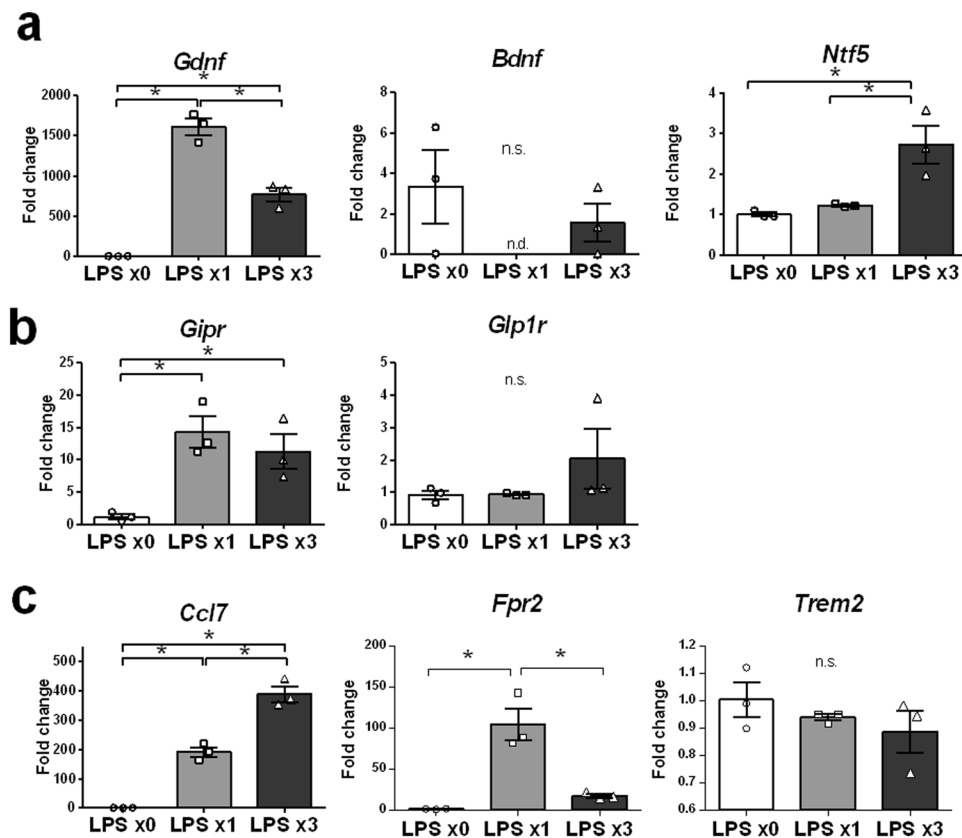 a
Gdnf
Bdnf
Ntf5
*
*
*
*
*
2000
1500
1000
500
0
Fold change
LPS x0
LPS x1
LPS x3
8
6
4
2
0
Fold change
n.s.
n.d.
LPS x0
LPS x1
LPS x3
4
3
2
1
0
Fold change
LPS x0
LPS x1
LPS x3
b
Gipr
Glp1r
*
*
25
20
15
10
5
0
Fold change
LPS x0
LPS x1
LPS x3
5
4
3
2
1
0
Fold change
n.s.
LPS x0
LPS x1
LPS x3
c
Ccl7
Fpr2
Trem2
*
*
*
*
*
500
400
300
200
100
0
Fold change
LPS x0
LPS x1
LPS x3
200
150
100
50
0
Fold change
LPS x0
LPS x1
LPS x3
1.2
1.1
1.0
0.9
0.8
0.7
0.6
Fold change
n.s.
LPS x0
LPS x1
LPS x3